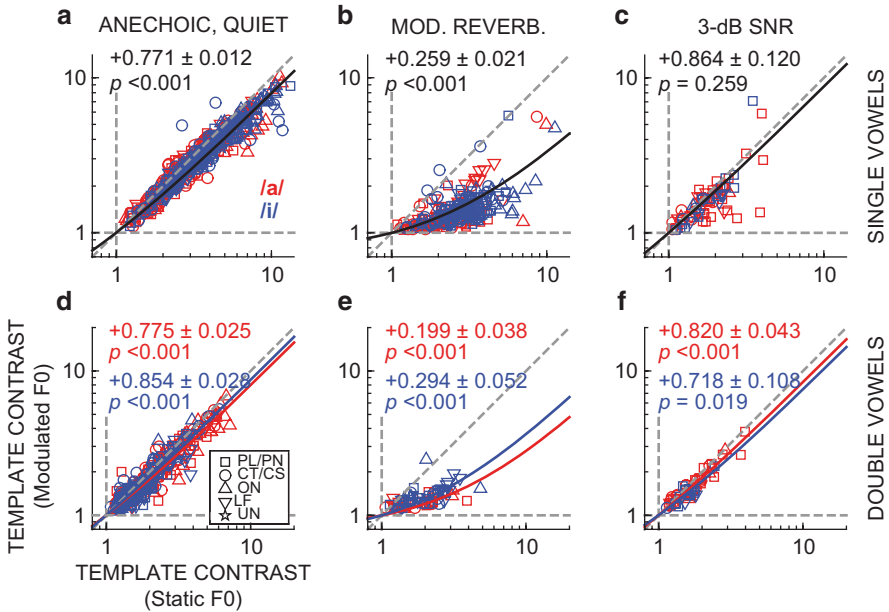 a
ANECHOIC, QUIET
+0.771 ± 0.012
p <0.001
10
1
1
10
/a/
/i/
b
MOD. REVERB.
+0.259 ± 0.021
p <0.001
10
1
1
10
c
3-dB SNR
+0.864 ± 0.120
p = 0.259
10
1
1
10
SINGLE VOWELS
d
+0.775 ± 0.025
p <0.001
+0.854 ± 0.028
p <0.001
10
1
1
10
PL/PN
CT/CS
ON
LF
UN
e
+0.199 ± 0.038
p <0.001
+0.294 ± 0.052
p <0.001
10
1
1
10
f
+0.820 ± 0.043
p <0.001
+0.718 ± 0.108
p = 0.019
10
1
1
10
DOUBLE VOWELS
TEMPLATE CONTRAST
(Modulated F0)
TEMPLATE CONTRAST
(Static F0)